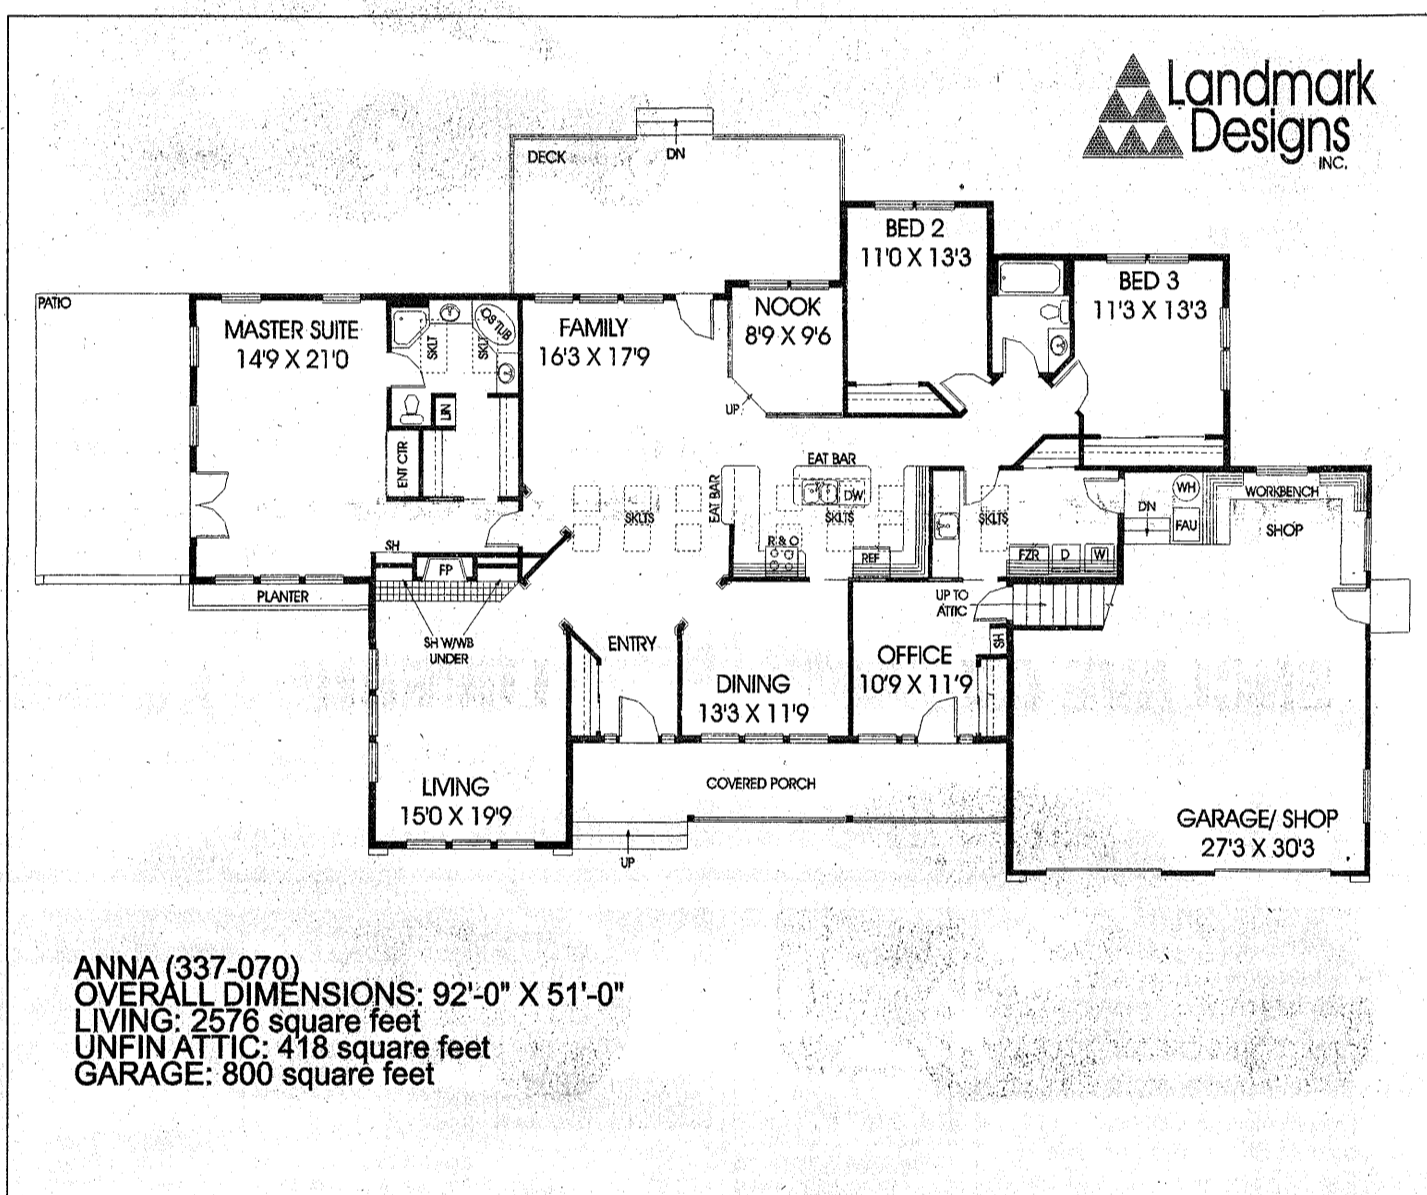 Landmark
Designs
INC.
DECK
DN
PATIO
MASTER SUITE
14'9 X 21'0
SKLT
SKLT
O/S TUB
LIN
ENT CTR
FAMILY
16'3 X 17'9
NOOK
8'9 X 9'6
UP
BED 2
11'0 X 13'3
BED 3
11'3 X 13'3
EAT BAR
EAT BAR
DW
SKLTS
SKLTS
SKLTS
R & O
REF
FZR
D
W
DN
WH
FAU
WORKBENCH
SHOP
SH
FP
PLANTER
SH W/WB
UNDER
ENTRY
DINING
13'3 X 11'9
UP TO
ATTIC
SH
OFFICE
10'9 X 11'9
LIVING
15'0 X 19'9
COVERED PORCH
UP
GARAGE/ SHOP
27'3 X 30'3
ANNA (337-070)
OVERALL DIMENSIONS: 92'-0" X 51'-0"
LIVING: 2576 square feet
UNFIN ATTIC: 418 square feet
GARAGE: 800 square feet